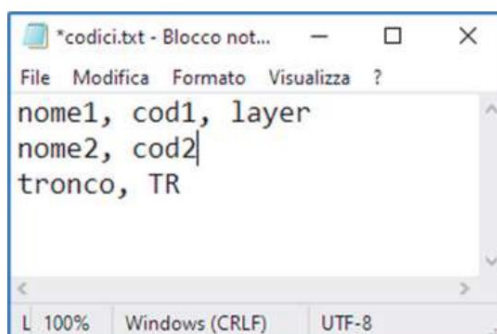 *codici.txt - Blocco not...
File Modifica Formato Visualizza ?
nome1, cod1, layer
nome2, cod2
tronco, TR
L 100% Windows (CRLF) UTF-8